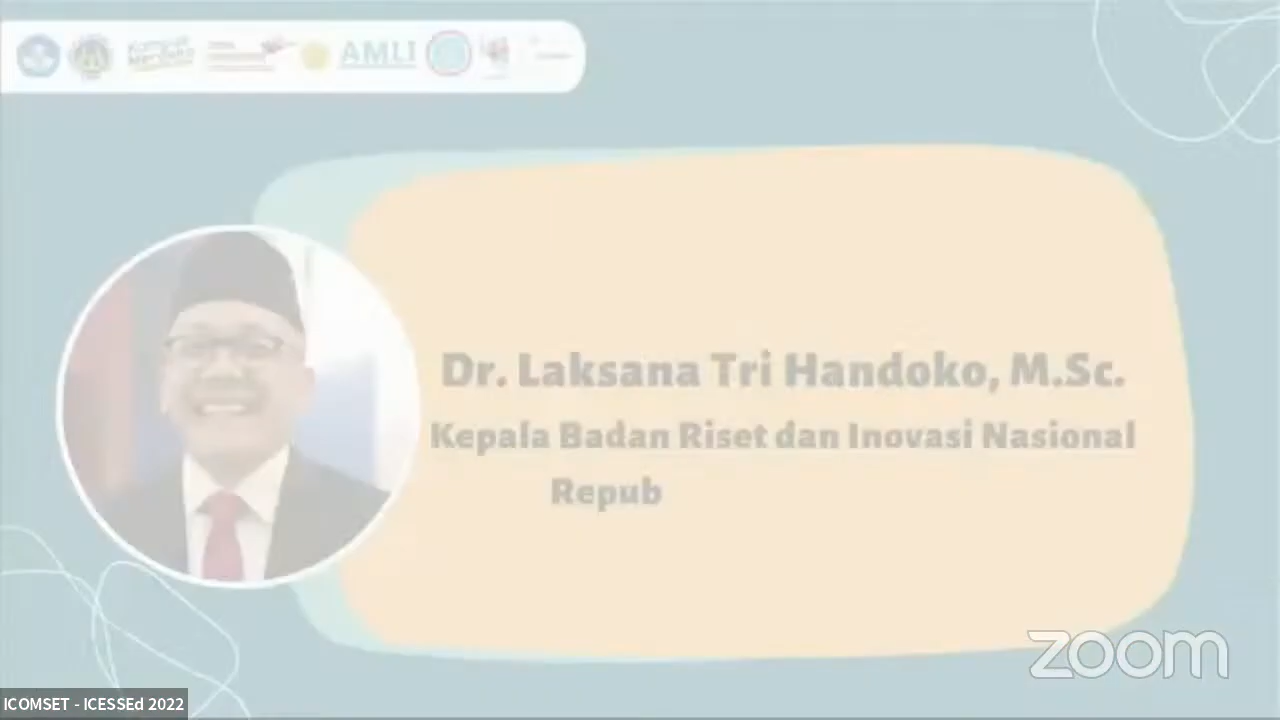 AMLI
Dr. Laksana Tri Handoko, M.Sc.
Kepala Badan Riset dan Inovasi Nasional
Repub
zoom
ICOMSET - ICESSEd 2022